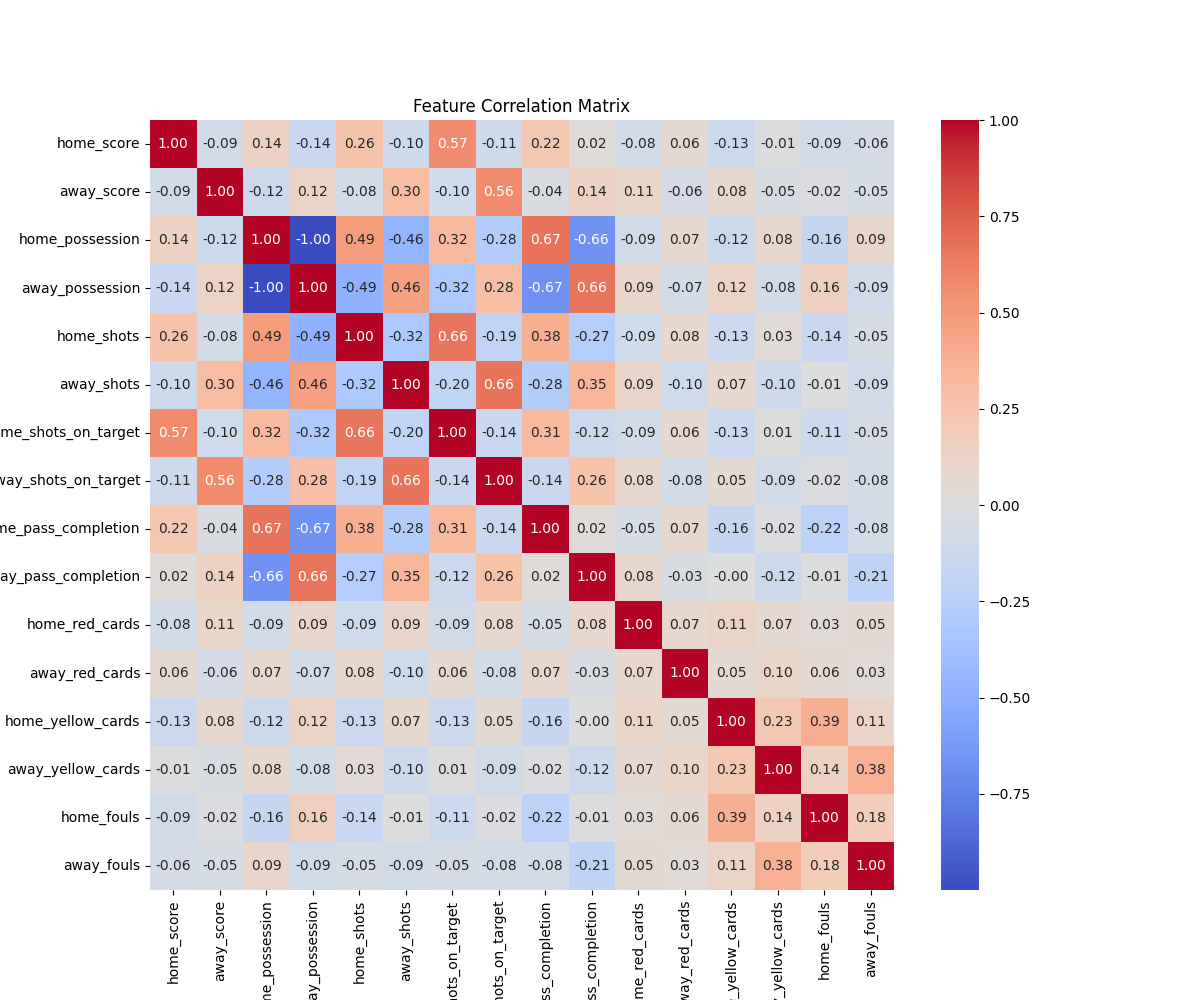 Feature Correlation Matrix
home_score 1.00 -0.09 0.14 -0.14 0.26 -0.10 0.57 -0.11 0.22 0.02 -0.08 0.06 -0.13 -0.01 -0.09 -0.06
away_score -0.09 1.00 -0.12 0.12 -0.08 0.30 -0.10 0.56 -0.04 0.14 0.11 -0.06 0.08 -0.05 -0.02 -0.05
home_possession 0.14 -0.12 1.00 -1.00 0.49 -0.46 0.32 -0.28 0.67 -0.66 -0.09 0.07 -0.12 0.08 -0.16 0.09
away_possession -0.14 0.12 -1.00 1.00 -0.49 0.46 -0.32 0.28 -0.67 0.66 0.09 -0.07 0.12 -0.08 0.16 -0.09
home_shots 0.26 -0.08 0.49 -0.49 1.00 -0.32 0.66 -0.19 0.38 -0.27 -0.09 0.08 -0.13 0.03 -0.14 -0.05
away_shots -0.10 0.30 -0.46 0.46 -0.32 1.00 -0.20 0.66 -0.28 0.35 0.09 -0.10 0.07 -0.10 -0.01 -0.09
me_shots_on_target 0.57 -0.10 0.32 -0.32 0.66 -0.20 1.00 -0.14 0.31 -0.12 -0.09 0.06 -0.13 0.01 -0.11 -0.05
way_shots_on_target -0.11 0.56 -0.28 0.28 -0.19 0.66 -0.14 1.00 -0.14 0.26 0.08 -0.08 0.05 -0.09 -0.02 -0.08
me_pass_completion 0.22 -0.04 0.67 -0.67 0.38 -0.28 0.31 -0.14 1.00 0.02 -0.05 0.07 -0.16 -0.02 -0.22 -0.08
ay_pass_completion 0.02 0.14 -0.66 0.66 -0.27 0.35 -0.12 0.26 0.02 1.00 0.08 -0.03 -0.00 -0.12 -0.01 -0.21
home_red_cards -0.08 0.11 -0.09 0.09 -0.09 0.09 -0.09 0.08 -0.05 0.08 1.00 0.07 0.11 0.07 0.03 0.05
away_red_cards 0.06 -0.06 0.07 -0.07 0.08 -0.10 0.06 -0.08 0.07 -0.03 0.07 1.00 0.05 0.10 0.06 0.03
home_yellow_cards -0.13 0.08 -0.12 0.12 -0.13 0.07 -0.13 0.05 -0.16 -0.00 0.11 0.05 1.00 0.23 0.39 0.11
away_yellow_cards -0.01 -0.05 0.08 -0.08 0.03 -0.10 0.01 -0.09 -0.02 -0.12 0.07 0.10 0.23 1.00 0.14 0.38
home_fouls -0.09 -0.02 -0.16 0.16 -0.14 -0.01 -0.11 -0.02 -0.22 -0.01 0.03 0.06 0.39 0.14 1.00 0.18
away_fouls -0.06 -0.05 0.09 -0.09 -0.05 -0.09 -0.05 -0.08 -0.08 -0.21 0.05 0.03 0.11 0.38 0.18 1.00
home_score
away_score
me_possession
ay_possession
home_shots
away_shots
ots_on_target
ots_on_target
ss_completion
ss_completion
me_red_cards
way_red_cards
_yellow_cards
y_yellow_cards
home_fouls
away_fouls
1.00
0.75
0.50
0.25
0.00
−0.25
−0.50
−0.75